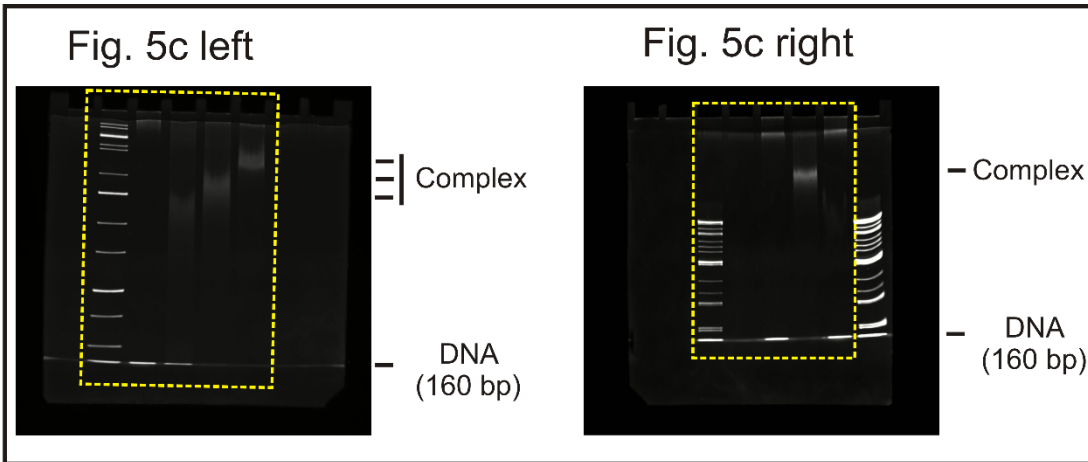 Fig. 5c left
Fig. 5c right
Complex
Complex
DNA
(160 bp)
DNA
(160 bp)